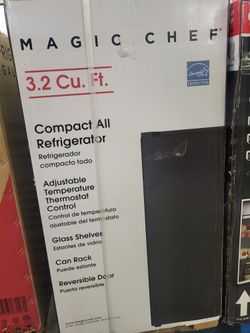 MAGIC CHEF
3.2 Cu. Ft.
Compact All
Refrigerator
Refrigerador
compacto todo
Adjustable
Temperature
Thermostat
Control
Control de temperatura
ajustable del termostato
Glass Shelves
Estantes de vidrio
Can Rack
Puede estante
Reversible Door
Puerto reversible